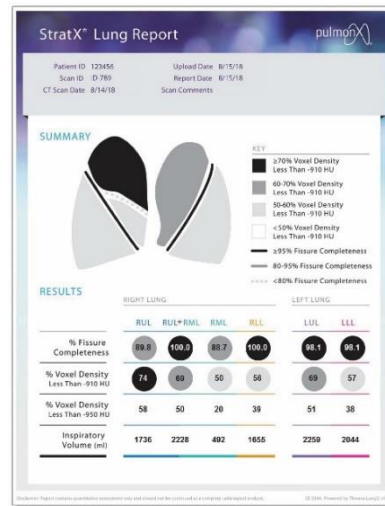 StratX® Lung Report
pulmonX
Patient ID 123456
Scan ID ID-789
CT Scan Date 8/14/18
Upload Date 8/15/18
Report Date 8/15/18
Scan Comments
SUMMARY
KEY
≥70% Voxel Density
Less Than -910 HU
60-70% Voxel Density
Less Than -910 HU
50-60% Voxel Density
Less Than -910 HU
<50% Voxel Density
Less Than -910 HU
≥95% Fissure Completeness
80-95% Fissure Completeness
<80% Fissure Completeness
RESULTS
RIGHT LUNG LEFT LUNG
RUL RUL+RML RML RLL LUL LLL
% Fissure
Completeness
89.8 100.0 88.7 100.0 98.1 98.1
% Voxel Density
Less Than -910 HU
74 69 50 56 69 57
% Voxel Density
Less Than -950 HU
58 50 20 39 51 38
Inspiratory
Volume (ml)
1736 2228 492 1655 2259 2044